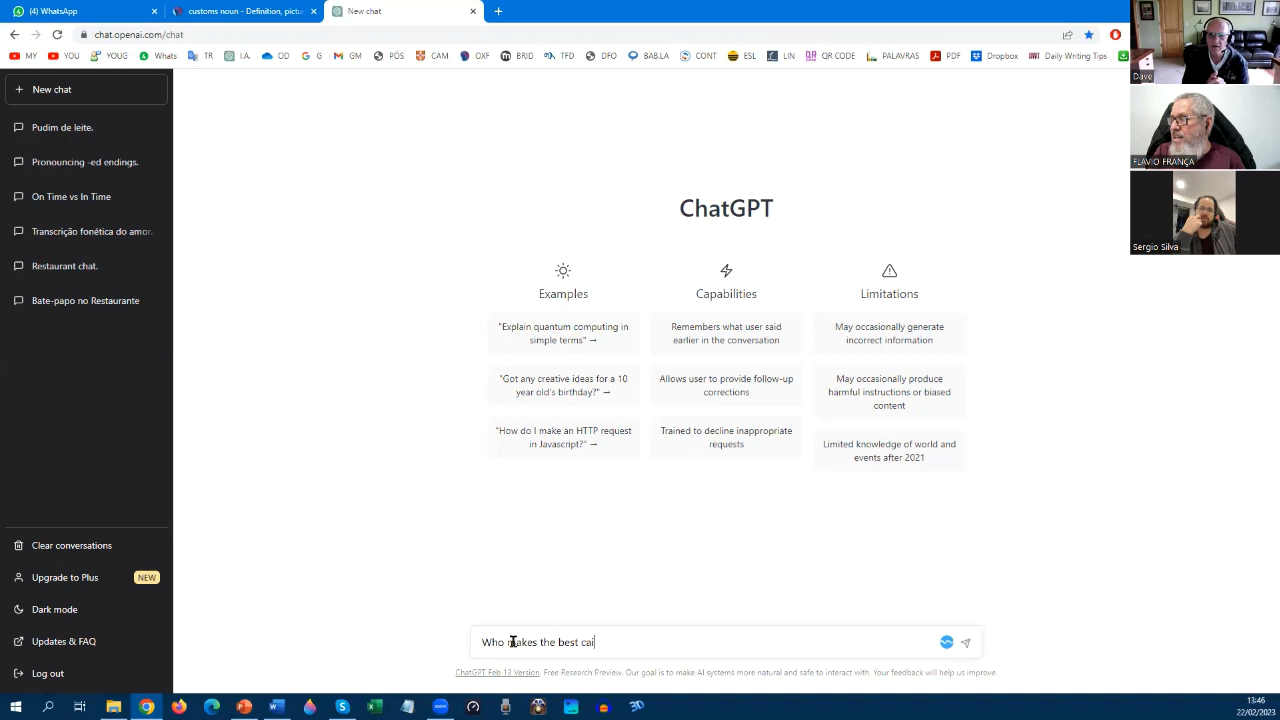 (4) WhatsApp
customs noun - Definition, pictu
New chat
chat.openai.com/chat
MY YOU YOUG Whats TR I.A. OD G GM PÓS CAM OXF BRID TFD DFO BAB.LA CONT ESL LIN QR CODE PALAVRAS PDF Dropbox Daily Writing Tips
New chat
Pudim de leite.
Pronouncing -ed endings.
On Time vs In Time
Transcrição fonética do amor.
Restaurant chat.
Bate-papo no Restaurante
Clear conversations
Upgrade to Plus NEW
Dark mode
Updates & FAQ
Log out
ChatGPT
Examples
"Explain quantum computing in
simple terms" →
"Got any creative ideas for a 10
year old's birthday?" →
"How do I make an HTTP request
in Javascript?" →
Capabilities
Remembers what user said
earlier in the conversation
Allows user to provide follow-up
corrections
Trained to decline inappropriate
requests
Limitations
May occasionally generate
incorrect information
May occasionally produce
harmful instructions or biased
content
Limited knowledge of world and
events after 2021
Who makes the best cai
ChatGPT Feb 13 Version. Free Research Preview. Our goal is to make AI systems more natural and safe to interact with. Your feedback will help us improve.
Dave
FLAVIO FRANÇA
Sergio Silva
13:46
22/02/2023